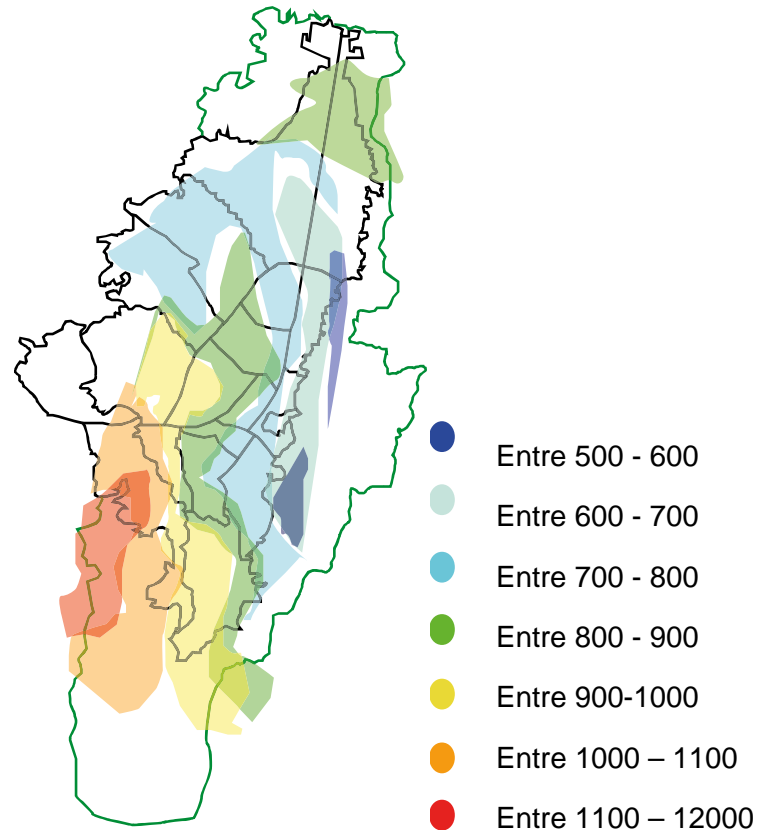 Entre 500 - 600
Entre 600 - 700
Entre 700 - 800
Entre 800 - 900
Entre 900-1000
Entre 1000 – 1100
Entre 1100 – 12000